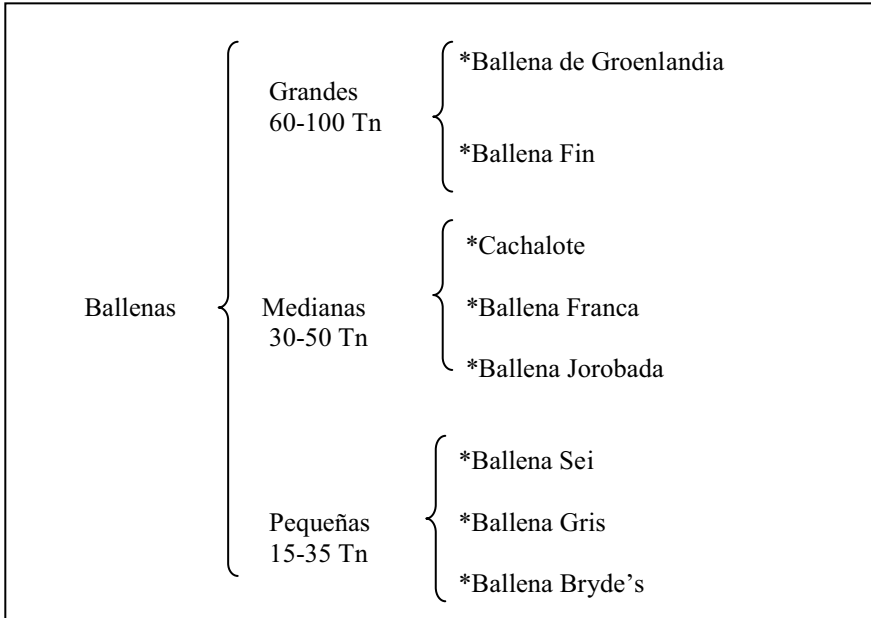 *Ballena de Groenlandia
Grandes
60-100 Tn
*Ballena Fin
*Cachalote
Ballenas
Medianas
30-50 Tn
*Ballena Franca
*Ballena Jorobada
*Ballena Sei
Pequeñas
15-35 Tn
*Ballena Gris
*Ballena Bryde’s